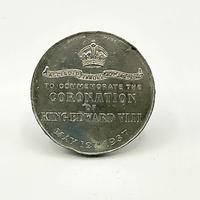 TO COMMEMORATE THE
CORONATION
OF
KING EDWARD VIII
MAY 12TH 1937